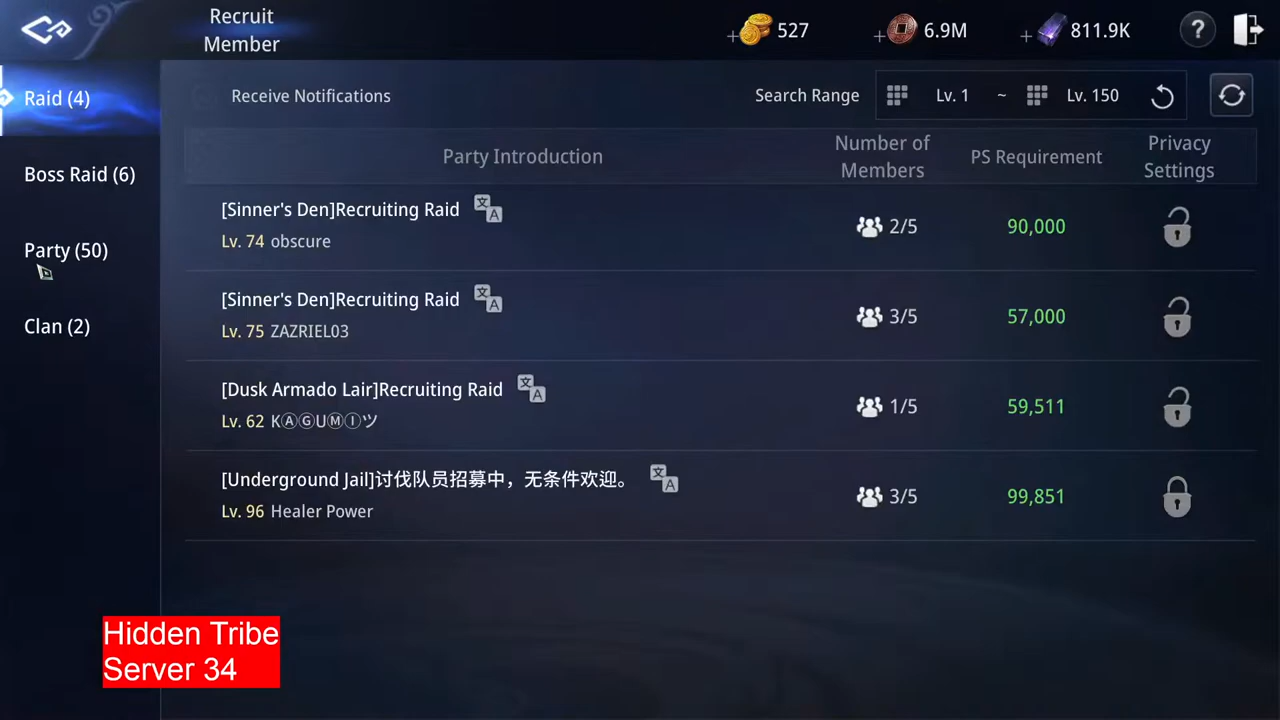 Recruit
Member
527
6.9M
811.9K
?
Raid (4)
Receive Notifications
Search Range
Lv. 1
~
Lv. 150
Party Introduction
Number of
Members
PS Requirement
Privacy
Settings
Boss Raid (6)
Party (50)
Clan (2)
[Sinner's Den]Recruiting Raid
Lv. 74 obscure
2/5
90,000
[Sinner's Den]Recruiting Raid
Lv. 75 ZAZRIEL03
3/5
57,000
[Dusk Armado Lair]Recruiting Raid
Lv. 62 KⒶⒼUⓂⒾツ
1/5
59,511
[Underground Jail]讨伐队员招募中，无条件欢迎。
Lv. 96 Healer Power
3/5
99,851
Hidden Tribe
Server 34